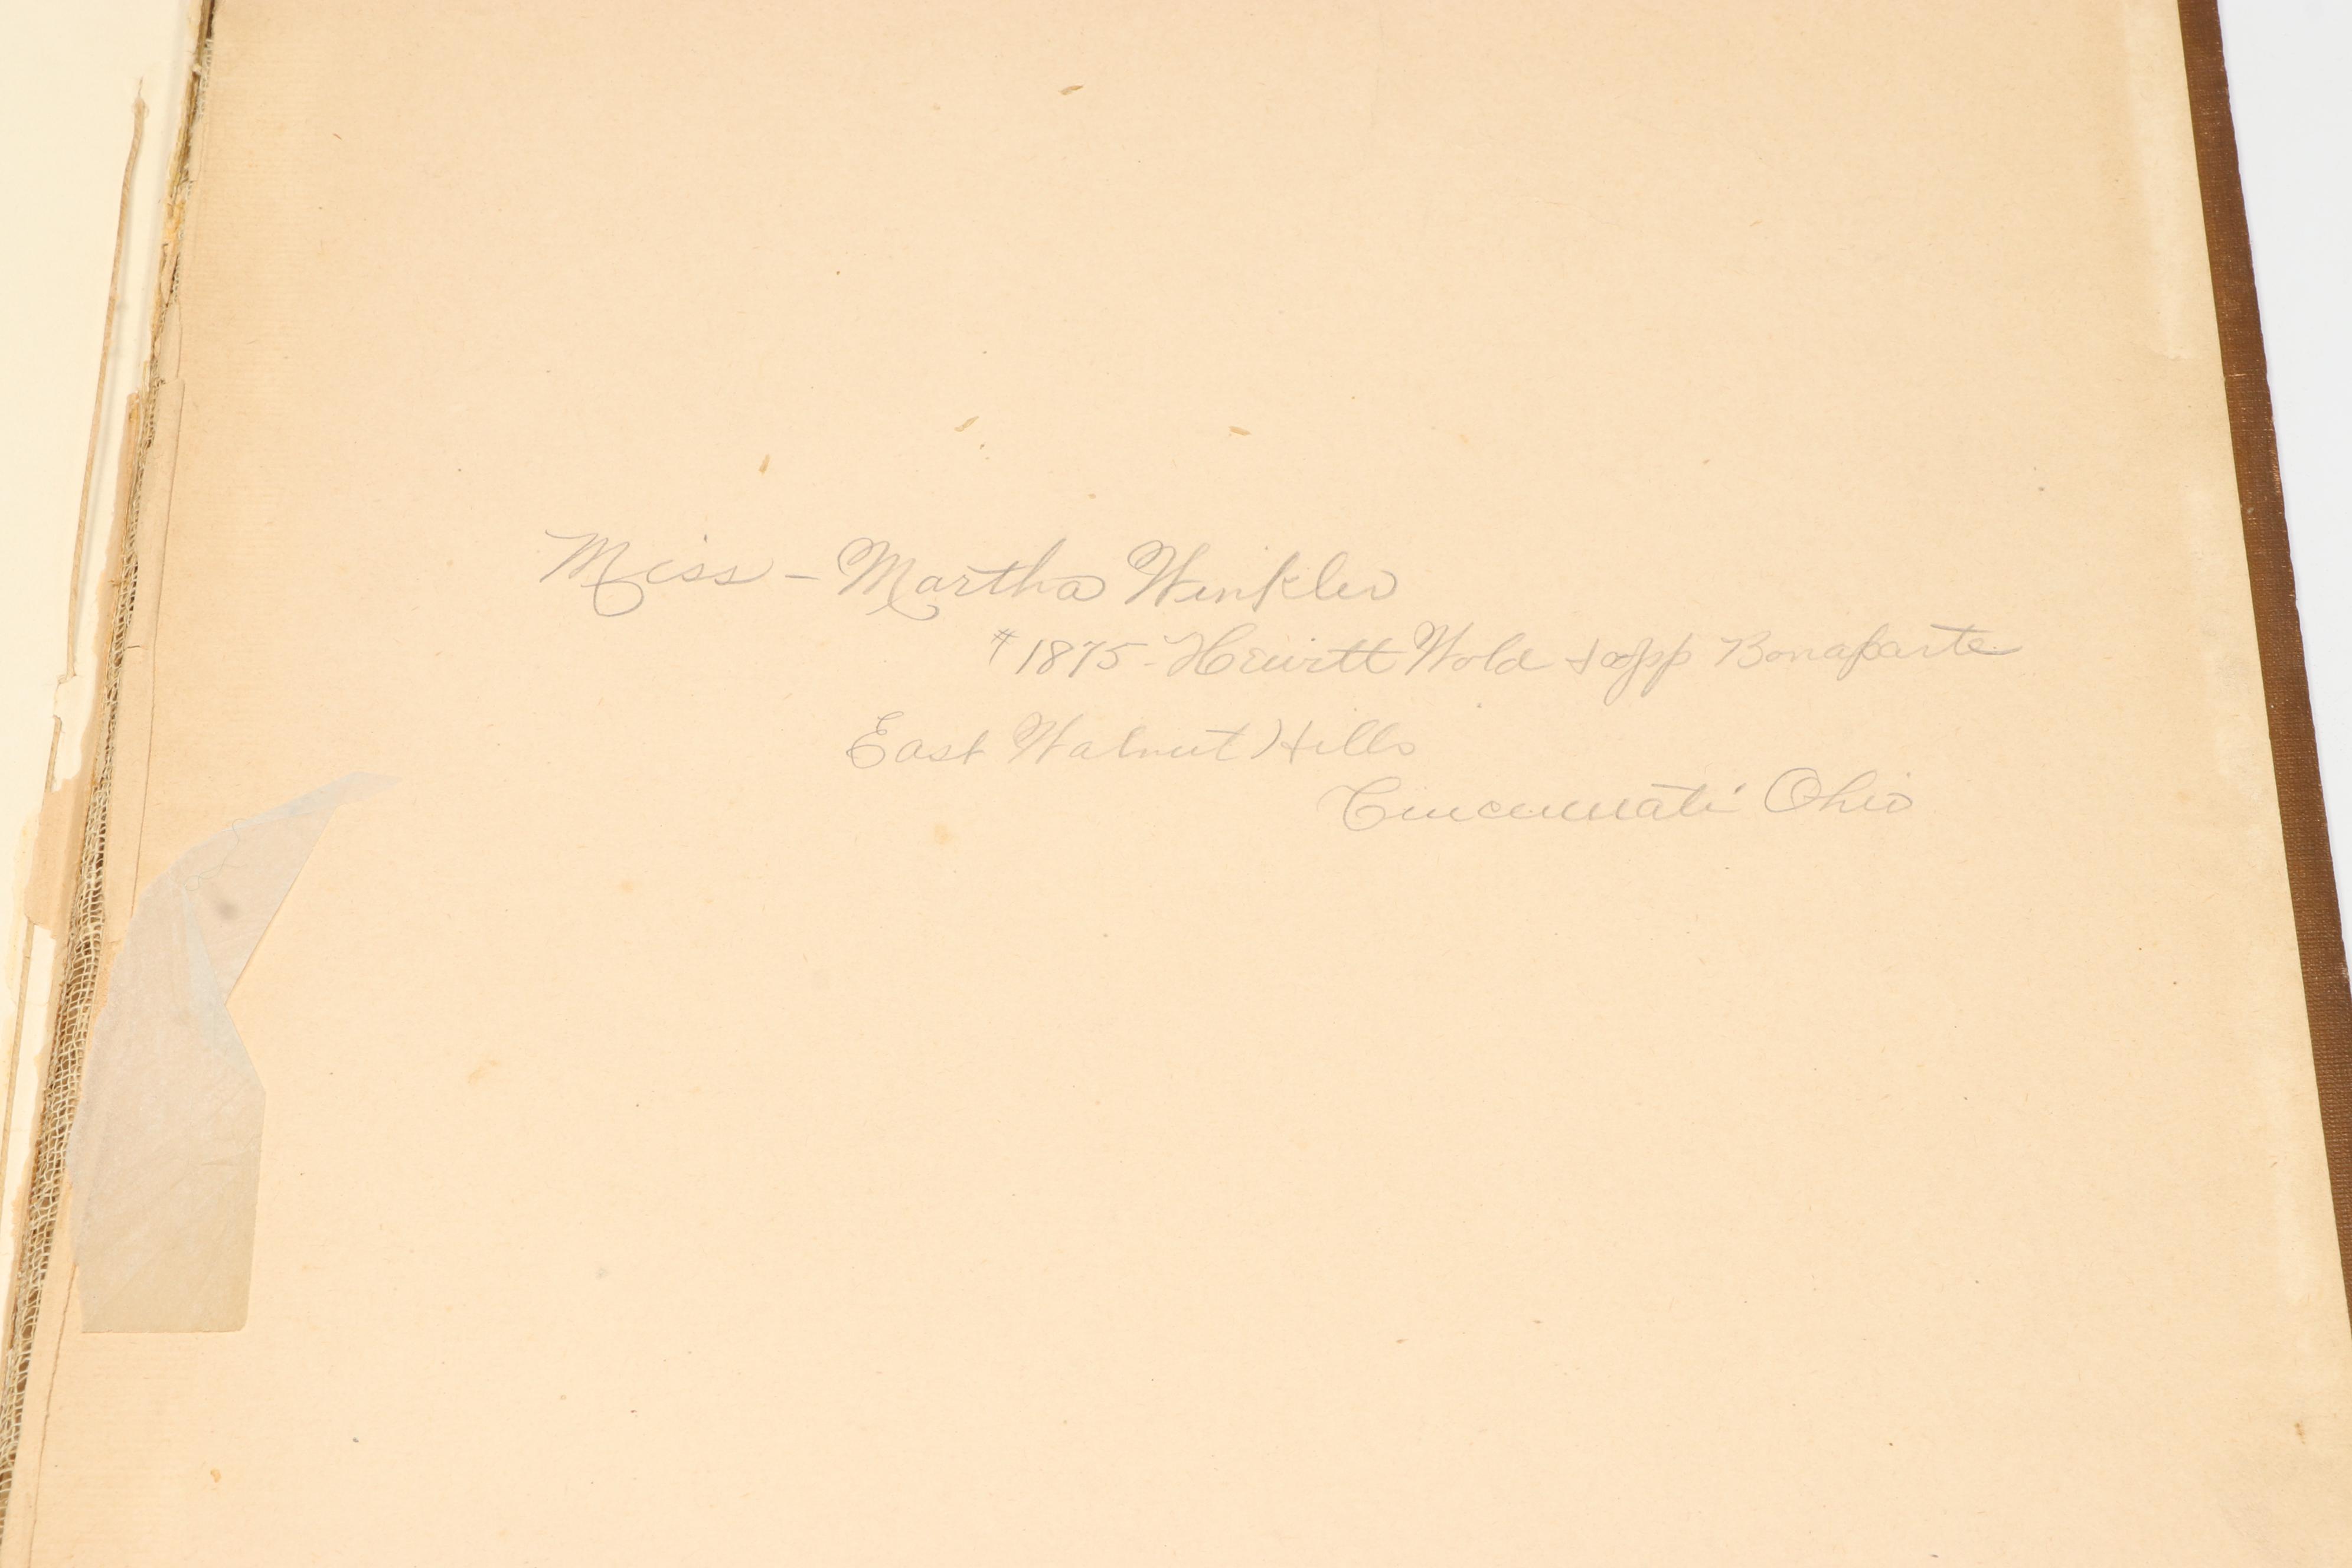 Miss – Martha Winkler
#1875 - Hewitt Wold & opp Bonaparte
East Walnut Hills
Cincinnati Ohio